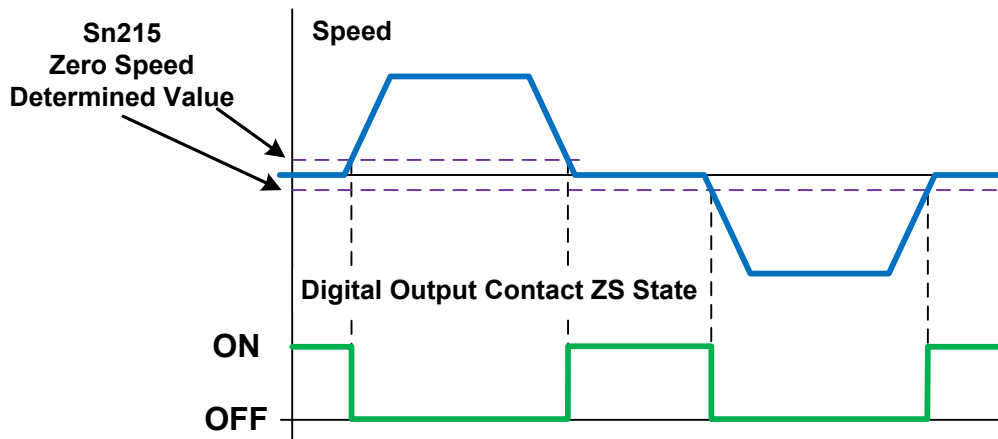 Sn215
Zero Speed
Determined Value
Speed
Digital Output Contact ZS State
ON
OFF